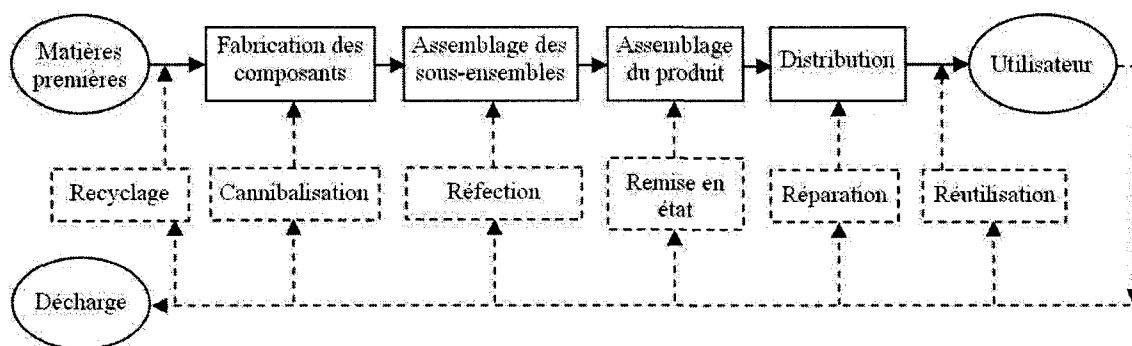 Matières
premières
Fabrication des
composants
Assemblage des
sous-ensembles
Assemblage
du produit
Distribution
Utilisateur
Recyclage
Cannibalisation
Réfection
Remise en
état
Réparation
Réutilisation
Décharge